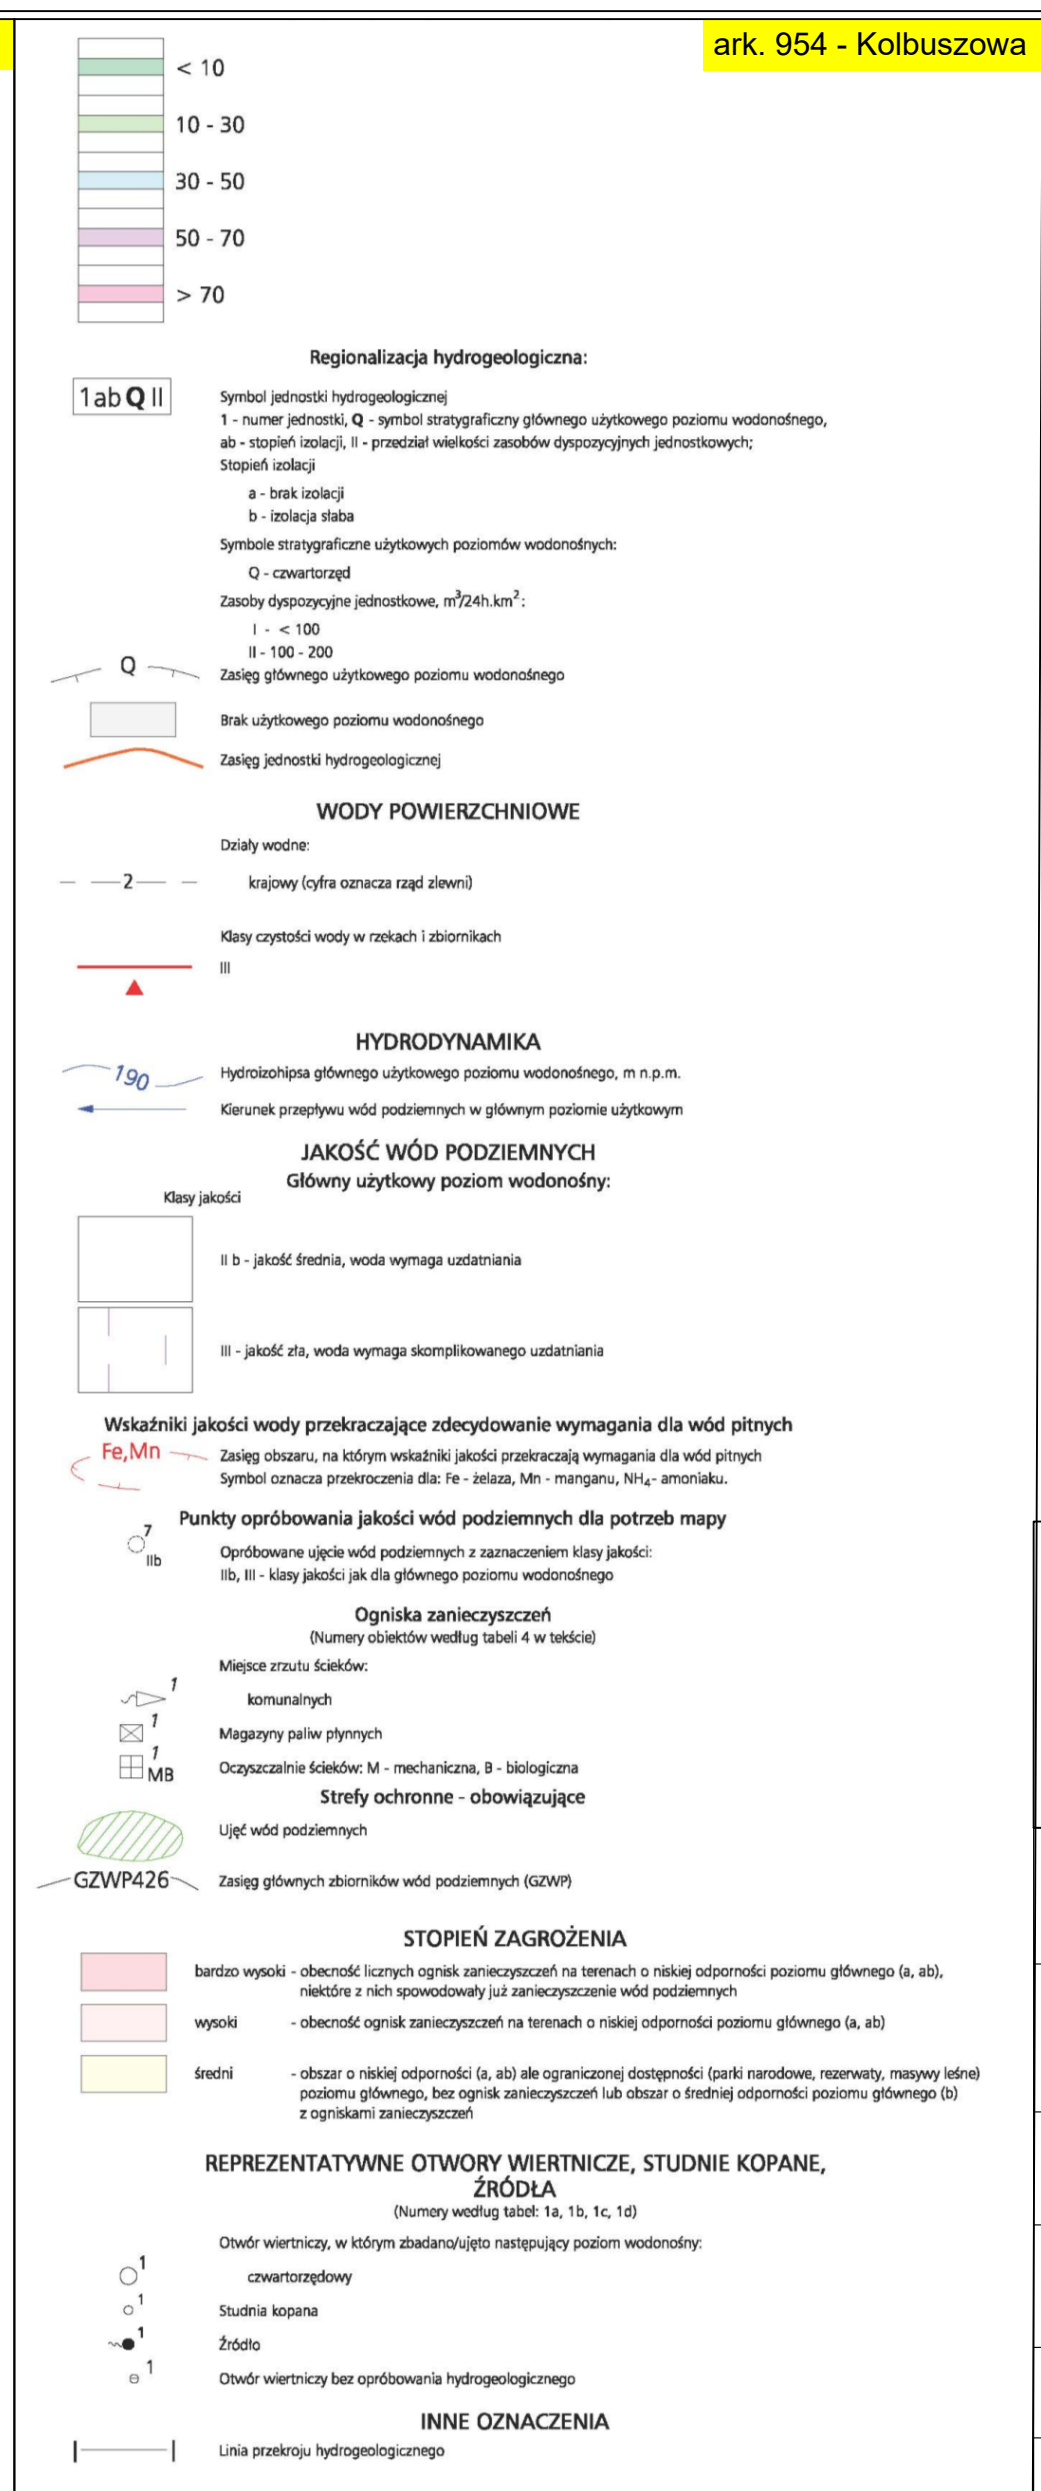 ark. 954 - Kolbuszowa
< 10
10 - 30
30 - 50
50 - 70
> 70
Regionalizacja hydrogeologiczna:
1ab Q II
Symbol jednostki hydrogeologicznej
1 - numer jednostki, Q - symbol stratygraficzny głównego użytkowego poziomu wodonośnego,
ab - stopień izolacji, II - przedział wielkości zasobów dyspozycyjnych jednostkowych;
Stopień izolacji
a - brak izolacji
b - izolacja słaba
Symbole stratygraficzne użytkowych poziomów wodonośnych:
Q - czwartorzęd
Zasoby dyspozycyjne jednostkowe, m³/24h.km²:
I - < 100
II - 100 - 200
Q
Zasięg głównego użytkowego poziomu wodonośnego
Brak użytkowego poziomu wodonośnego
Zasięg jednostki hydrogeologicznej
WODY POWIERZCHNIOWE
Działy wodne:
2
krajowy (cyfra oznacza rząd zlewni)
Klasy czystości wody w rzekach i zbiornikach
III
HYDRODYNAMIKA
190
Hydroizohipsa głównego użytkowego poziomu wodonośnego, m n.p.m.
Kierunek przepływu wód podziemnych w głównym poziomie użytkowym
JAKOŚĆ WÓD PODZIEMNYCH
Główny użytkowy poziom wodonośny:
Klasy jakości
II b - jakość średnia, woda wymaga uzdatniania
III - jakość zła, woda wymaga skomplikowanego uzdatniania
Wskaźniki jakości wody przekraczające zdecydowanie wymagania dla wód pitnych
Fe,Mn
Zasięg obszaru, na którym wskaźniki jakości przekraczają wymagania dla wód pitnych
Symbol oznacza przekroczenia dla: Fe - żelaza, Mn - manganu, NH₄- amoniaku.
Punkty opróbowania jakości wód podziemnych dla potrzeb mapy
7
IIb
Opróbowane ujęcie wód podziemnych z zaznaczeniem klasy jakości:
IIb, III - klasy jakości jak dla głównego poziomu wodonośnego
Ogniska zanieczyszczeń
(Numery obiektów według tabeli 4 w tekście)
Miejsce zrzutu ścieków:
1
komunalnych
1
Magazyny paliw płynnych
1
MB
Oczyszczalnie ścieków: M - mechaniczna, B - biologiczna
Strefy ochronne - obowiązujące
Ujęć wód podziemnych
GZWP426
Zasięg głównych zbiorników wód podziemnych (GZWP)
STOPIEŃ ZAGROŻENIA
bardzo wysoki - obecność licznych ognisk zanieczyszczeń na terenach o niskiej odporności poziomu głównego (a, ab),
niektóre z nich spowodowały już zanieczyszczenie wód podziemnych
wysoki - obecność ognisk zanieczyszczeń na terenach o niskiej odporności poziomu głównego (a, ab)
średni - obszar o niskiej odporności (a, ab) ale ograniczonej dostępności (parki narodowe, rezerwaty, masywy leśne)
poziomu głównego, bez ognisk zanieczyszczeń lub obszar o średniej odporności poziomu głównego (b)
z ogniskami zanieczyszczeń
REPREZENTATYWNE OTWORY WIERTNICZE, STUDNIE KOPANE,
ŹRÓDŁA
(Numery według tabel: 1a, 1b, 1c, 1d)
Otwór wiertniczy, w którym zbadano/ujęto następujący poziom wodonośny:
1
czwartorzędowy
1
Studnia kopana
1
Źródło
1
Otwór wiertniczy bez opróbowania hydrogeologicznego
INNE OZNACZENIA
Linia przekroju hydrogeologicznego